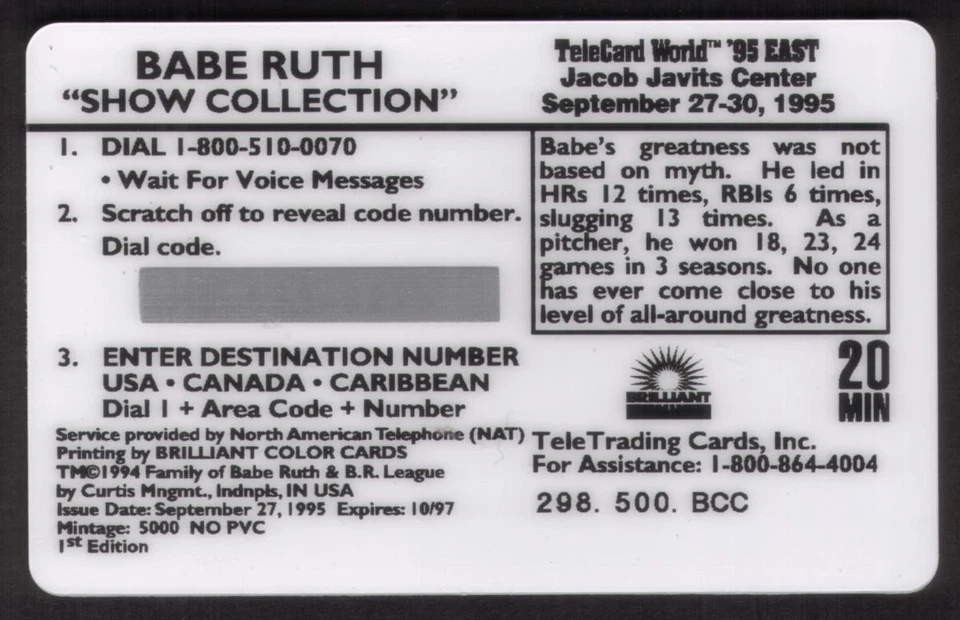 BABE RUTH
“SHOW COLLECTION”
TeleCard World™ '95 EAST
Jacob Javits Center
September 27-30, 1995
1. DIAL 1-800-510-0070
• Wait For Voice Messages
2. Scratch off to reveal code number.
Dial code.
Babe's greatness was not
based on myth. He led in
HRs 12 times, RBIs 6 times,
slugging 13 times. As a
pitcher, he won 18, 23, 24
games in 3 seasons. No one
has ever come close to his
level of all-around greatness.
3. ENTER DESTINATION NUMBER
USA • CANADA • CARIBBEAN
Dial 1 + Area Code + Number
BRILLIANT
20
MIN
Service provided by North American Telephone (NAT)
Printing by BRILLIANT COLOR CARDS
TM©1994 Family of Babe Ruth & B.R. League
by Curtis Mngmt., Indnpls, IN USA
Issue Date: September 27, 1995 Expires: 10/97
Mintage: 5000 NO PVC
1st Edition
TeleTrading Cards, Inc.
For Assistance: 1-800-864-4004
298. 500. BCC